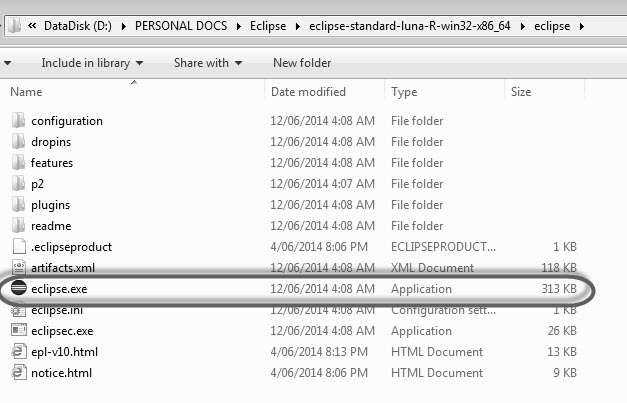 « DataDisk (D:) ▸ PERSONAL DOCS ▸ Eclipse ▸ eclipse-standard-luna-R-win32-x86_64 ▸ eclipse ▸
Include in library ▾ Share with ▾ New folder
Name Date modified Type Size
configuration 12/06/2014 4:08 AM File folder
dropins 12/06/2014 4:08 AM File folder
features 12/06/2014 4:08 AM File folder
p2 12/06/2014 4:07 AM File folder
plugins 12/06/2014 4:08 AM File folder
readme 12/06/2014 4:08 AM File folder
.eclipseproduct 4/06/2014 8:06 PM ECLIPSEPRODUCT... 1 KB
artifacts.xml 12/06/2014 4:08 AM XML Document 118 KB
eclipse.exe 12/06/2014 4:08 AM Application 313 KB
eclipse.ini 12/06/2014 4:08 AM Configuration sett... 1 KB
eclipsec.exe 12/06/2014 4:08 AM Application 26 KB
epl-v10.html 4/06/2014 8:13 PM HTML Document 13 KB
notice.html 4/06/2014 8:06 PM HTML Document 9 KB